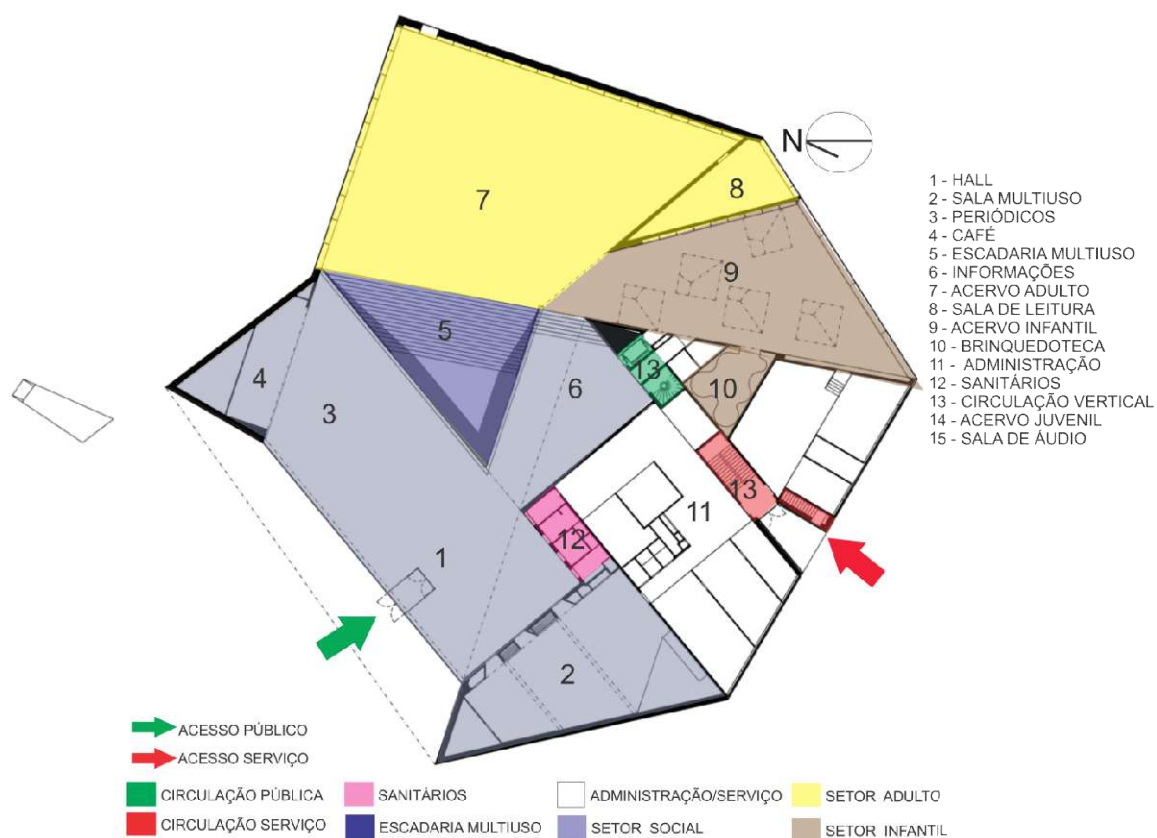 N
7
8
9
5
4
3
6
13
10
13
11
12
1
2
1 - HALL
2 - SALA MULTIUSO
3 - PERIÓDICOS
4 - CAFÉ
5 - ESCADARIA MULTIUSO
6 - INFORMAÇÕES
7 - ACERVO ADULTO
8 - SALA DE LEITURA
9 - ACERVO INFANTIL
10 - BRINQUEDOTECA
11 - ADMINISTRAÇÃO
12 - SANITÁRIOS
13 - CIRCULAÇÃO VERTICAL
14 - ACERVO JUVENIL
15 - SALA DE ÁUDIO
ACESSO PÚBLICO
ACESSO SERVIÇO
CIRCULAÇÃO PÚBLICA
SANITÁRIOS
ADMINISTRAÇÃO/SERVIÇO
SETOR ADULTO
CIRCULAÇÃO SERVIÇO
ESCADARIA MULTIUSO
SETOR SOCIAL
SETOR INFANTIL